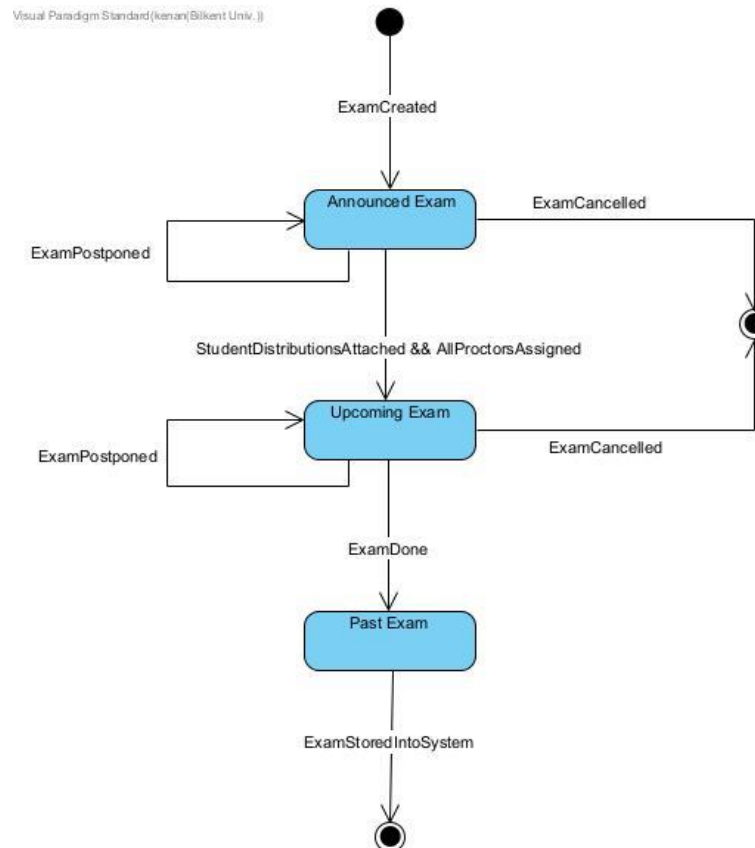 Visual Paradigm Standard(kenan(Bilkent Univ.))
ExamCreated
Announced Exam
ExamCancelled
ExamPostponed
StudentDistributionsAttached && AllProctorsAssigned
Upcoming Exam
ExamCancelled
ExamPostponed
ExamDone
Past Exam
ExamStoredIntoSystem